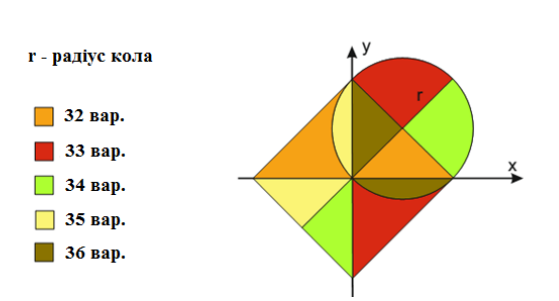 r - радіус кола
32 вар.
33 вар.
34 вар.
35 вар.
36 вар.
y
r
x